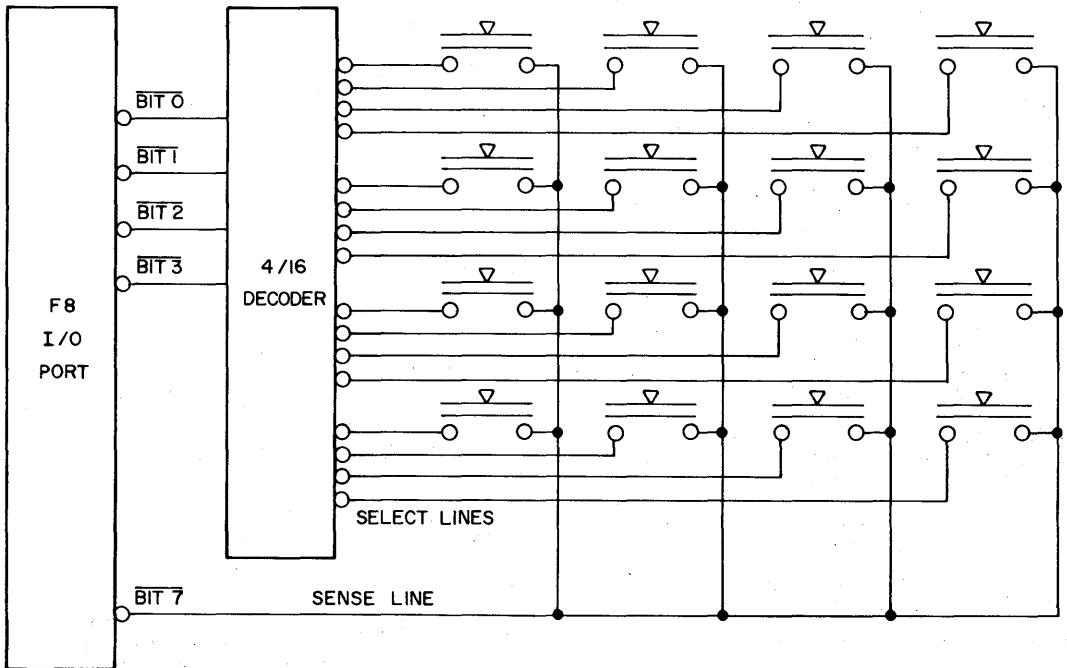 BIT 0
BIT 1
BIT 2
BIT 3
4/16
DECODER
F8
I/O
PORT
SELECT LINES
BIT 7
SENSE LINE